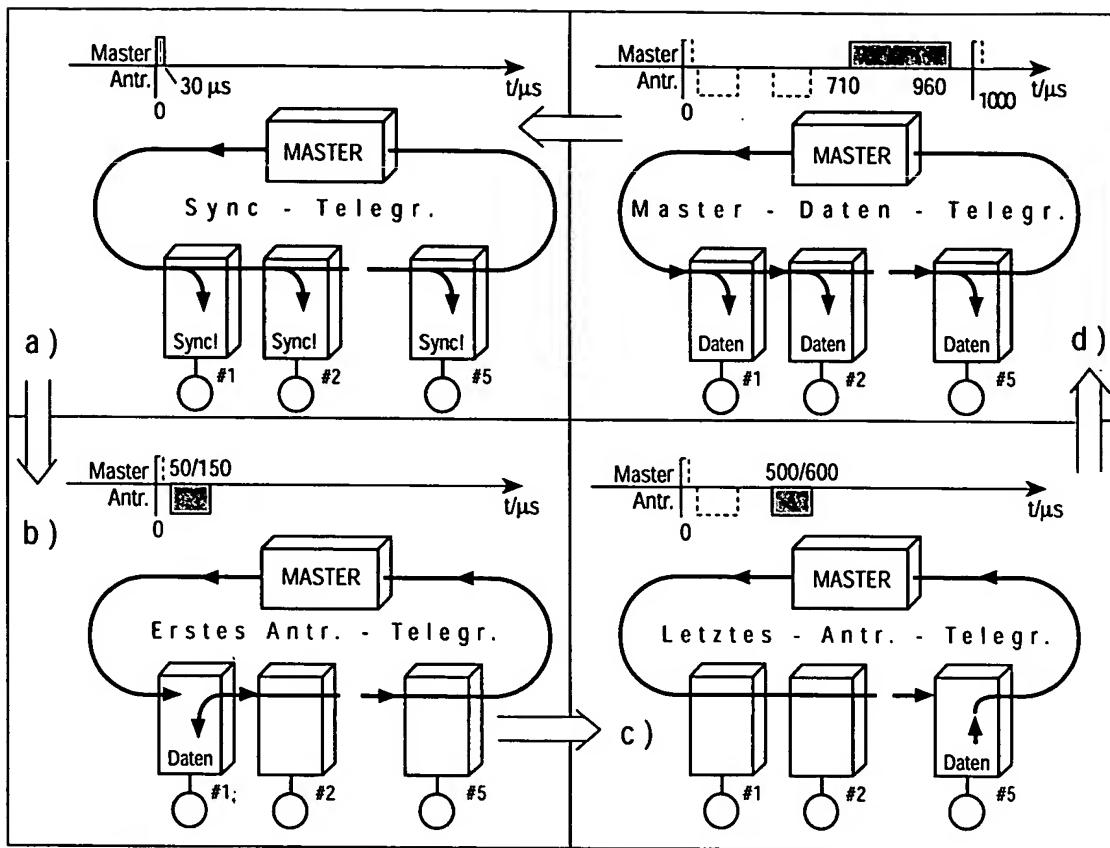 Master
Antr.
30 µs
0
t/µs
MASTER
Sync - Telegr.
Sync!
Sync!
Sync!
#1
#2
#5
a)
Master
Antr.
0
710
960
1000
t/µs
MASTER
Master - Daten - Telegr.
Daten
Daten
Daten
#1
#2
#5
d)
Master
Antr.
50/150
0
t/µs
b)
MASTER
Erstes Antr. - Telegr.
Daten
#1;
#2
#5
Master
Antr.
500/600
0
t/µs
MASTER
Letztes - Antr. - Telegr.
c)
Daten
#1
#2
#5